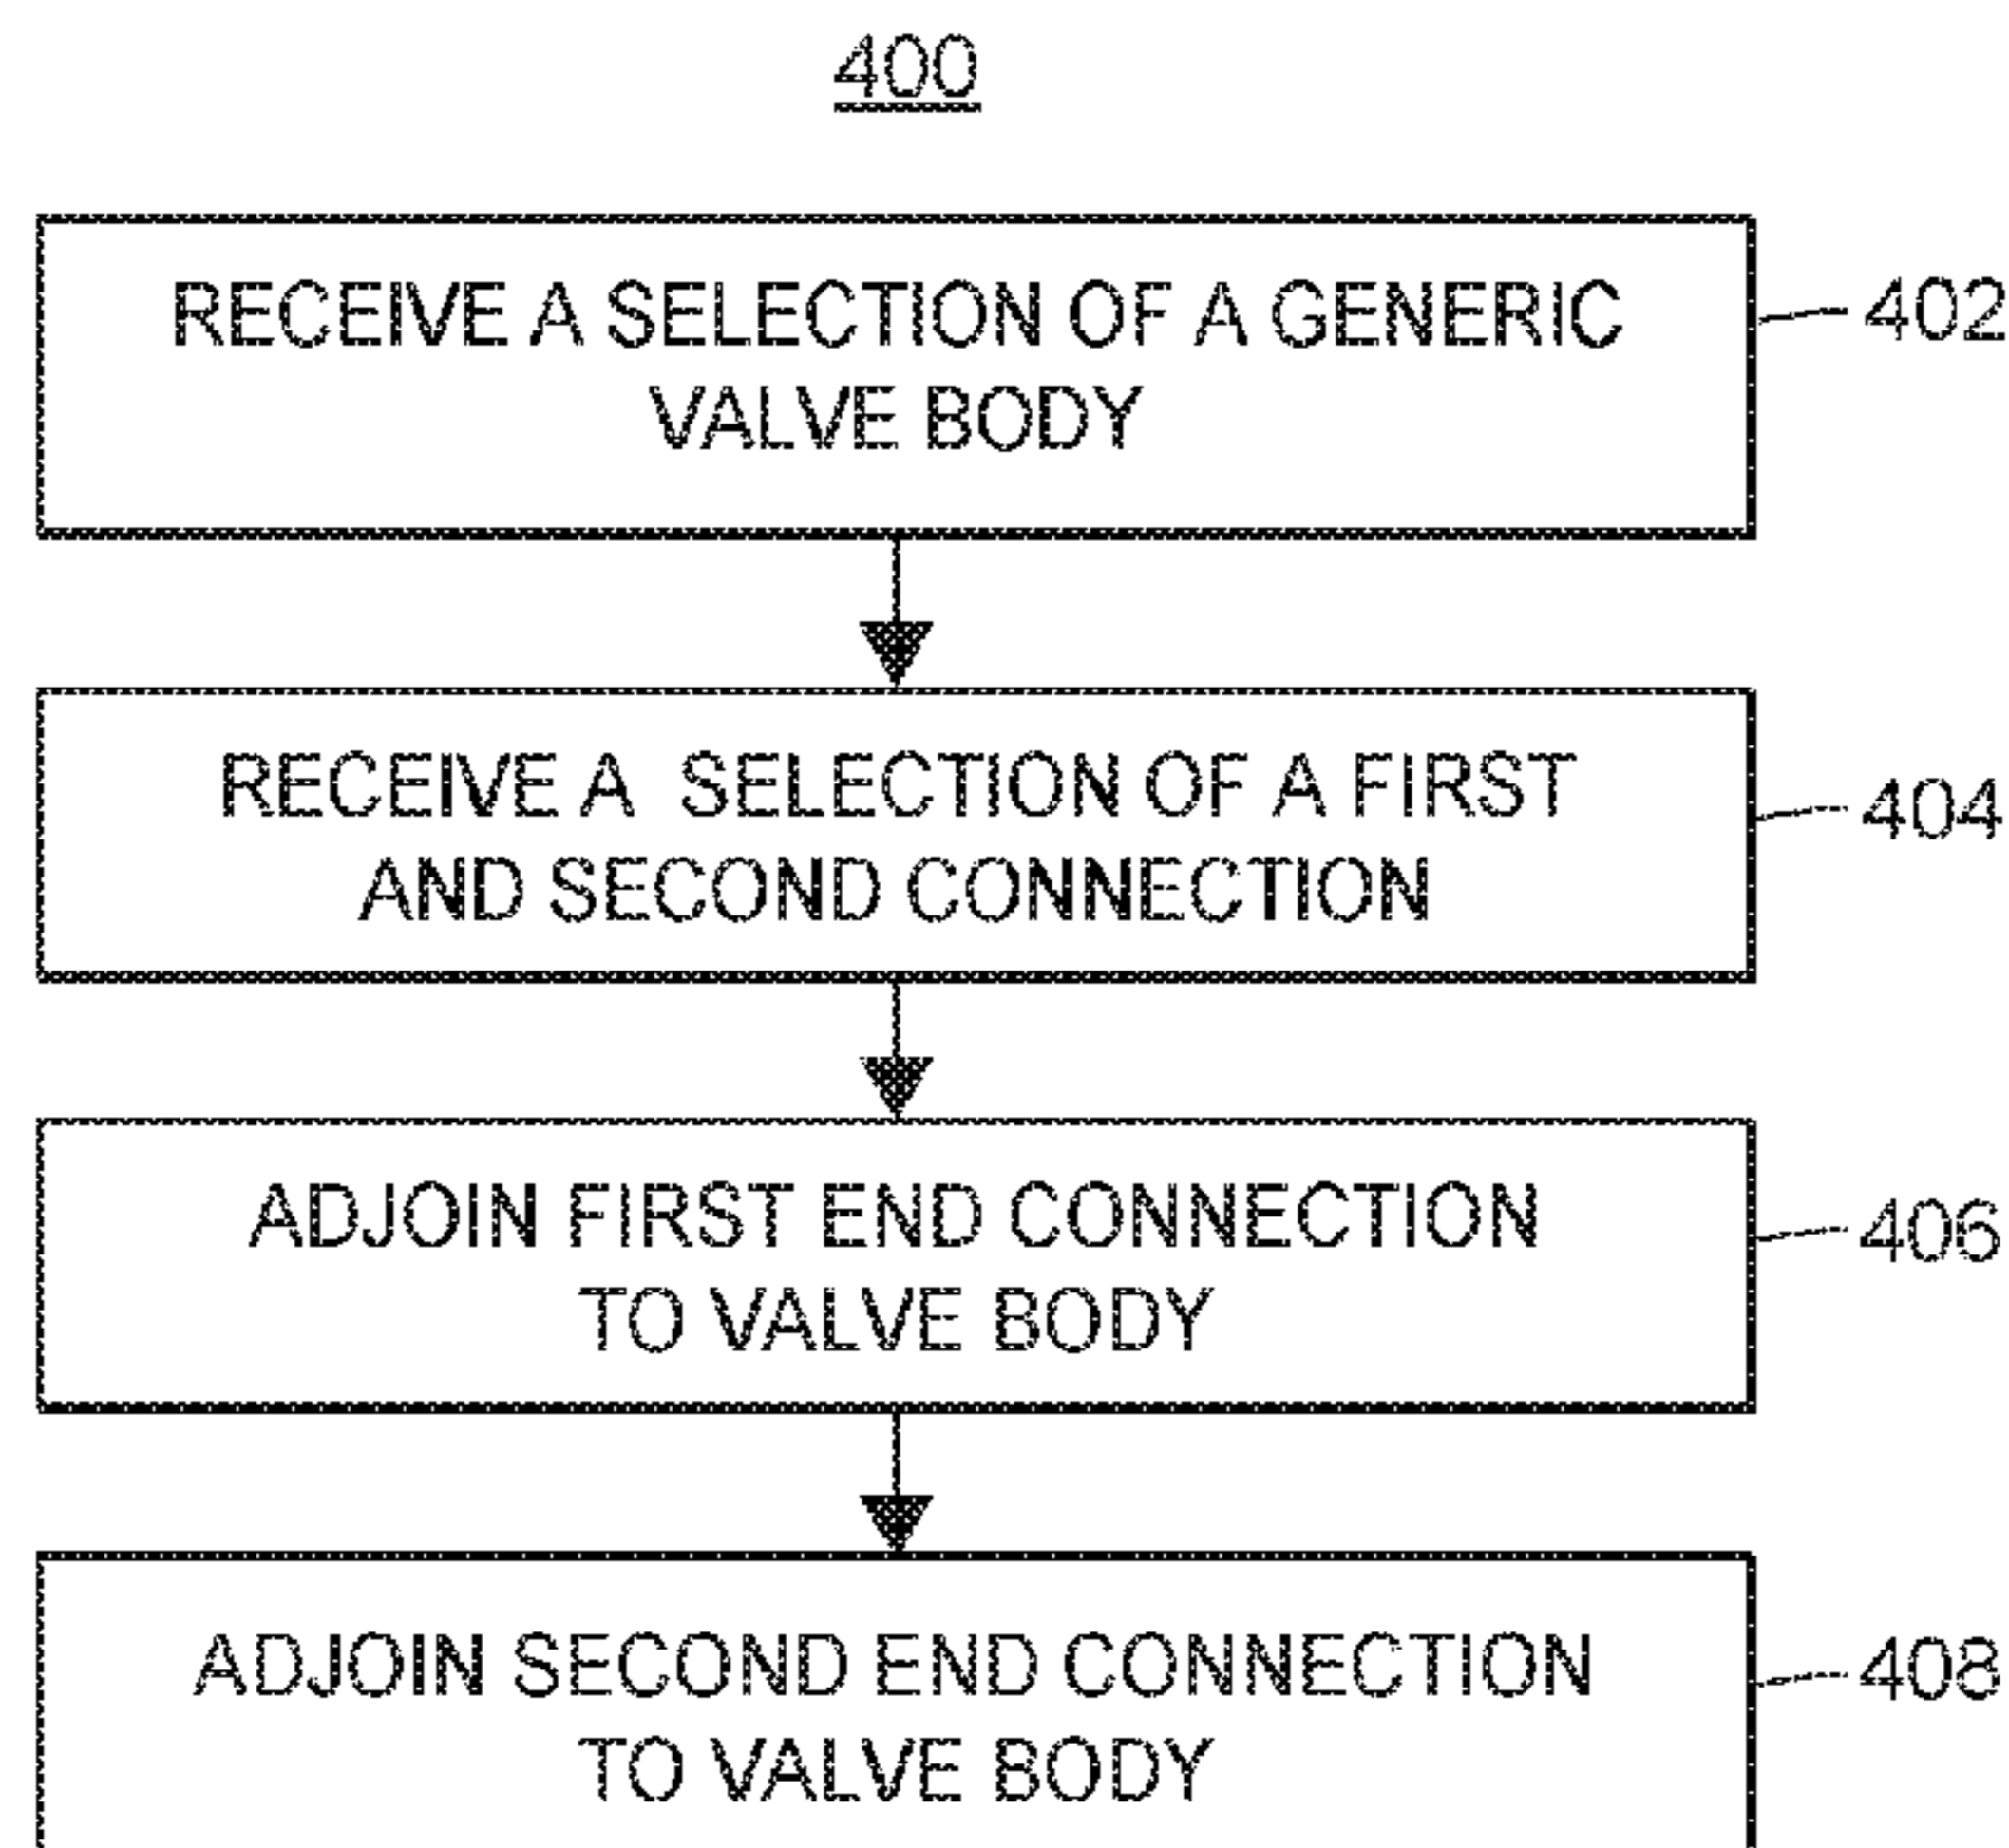 400
RECEIVE A SELECTION OF A GENERIC
VALVE BODY
402
RECEIVE A SELECTION OF A FIRST
AND SECOND CONNECTION
404
ADJOIN FIRST END CONNECTION
TO VALVE BODY
406
ADJOIN SECOND END CONNECTION
TO VALVE BODY
408